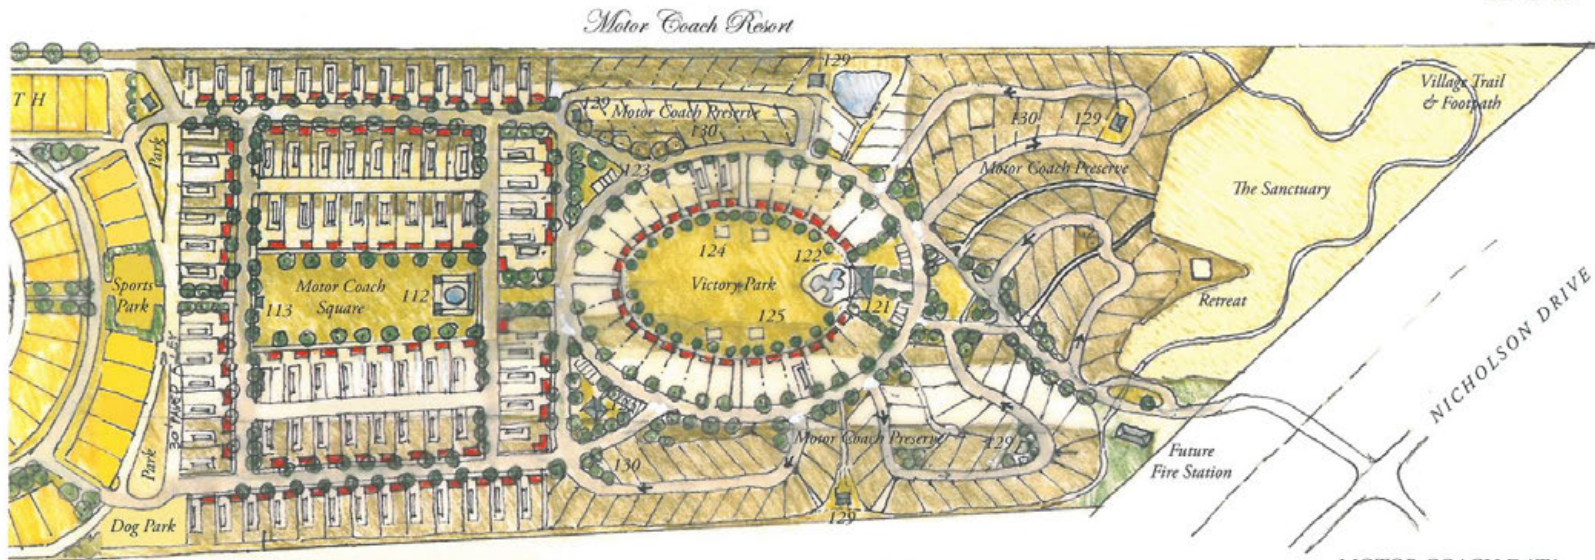 Motor Coach Resort
T H
129
Village Trail
& Footpath
129
Motor Coach Preserve
130
130
129
Park
123
Motor Coach Preserve
The Sanctuary
124
122
Sports
Park
Motor Coach
Square
112
113
Victory Park
121
Retreat
125
30' PAVED ALLEY
NICHOLSON DRIVE
Park
Motor Coach Preserve
129
130
Future
Fire Station
Dog Park
129